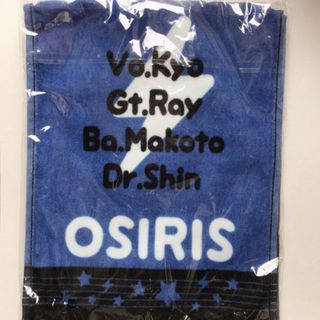 Vo.Kyo
Gt.Ray
Ba.Makoto
Dr.Shin
OSIRIS